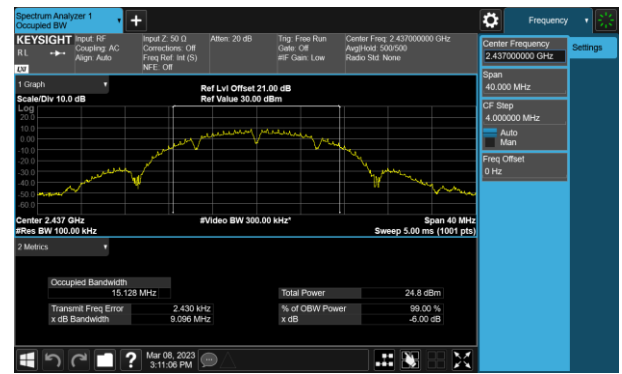 Spectrum Analyzer 1
Occupied BW
Frequency
KEYSIGHT
RL
LXI
Input: RF
Coupling: AC
Align: Auto
Input Z: 50 Ω
Corrections: Off
Freq Ref: Int (S)
NFE: Off
Atten: 20 dB
Trig: Free Run
Gate: Off
#IF Gain: Low
Center Freq: 2.437000000 GHz
Avg|Hold: 500/500
Radio Std: None
Center Frequency
2.437000000 GHz
Settings
Span
40.000 MHz
CF Step
4.000000 MHz
Auto
Man
Freq Offset
0 Hz
1 Graph
Scale/Div 10.0 dB
Ref Lvl Offset 21.00 dB
Ref Value 30.00 dBm
Log
20.0
10.0
0.00
-10.0
-20.0
-30.0
-40.0
-50.0
-60.0
Center 2.437 GHz
#Video BW 300.00 kHz*
Span 40 MHz
#Res BW 100.00 kHz
Sweep 5.00 ms (1001 pts)
2 Metrics
Occupied Bandwidth
15.128 MHz
Total Power 24.8 dBm
Transmit Freq Error 2.430 kHz
% of OBW Power 99.00 %
x dB Bandwidth 9.096 MHz
x dB -6.00 dB
?
Mar 08, 2023
3:11:06 PM